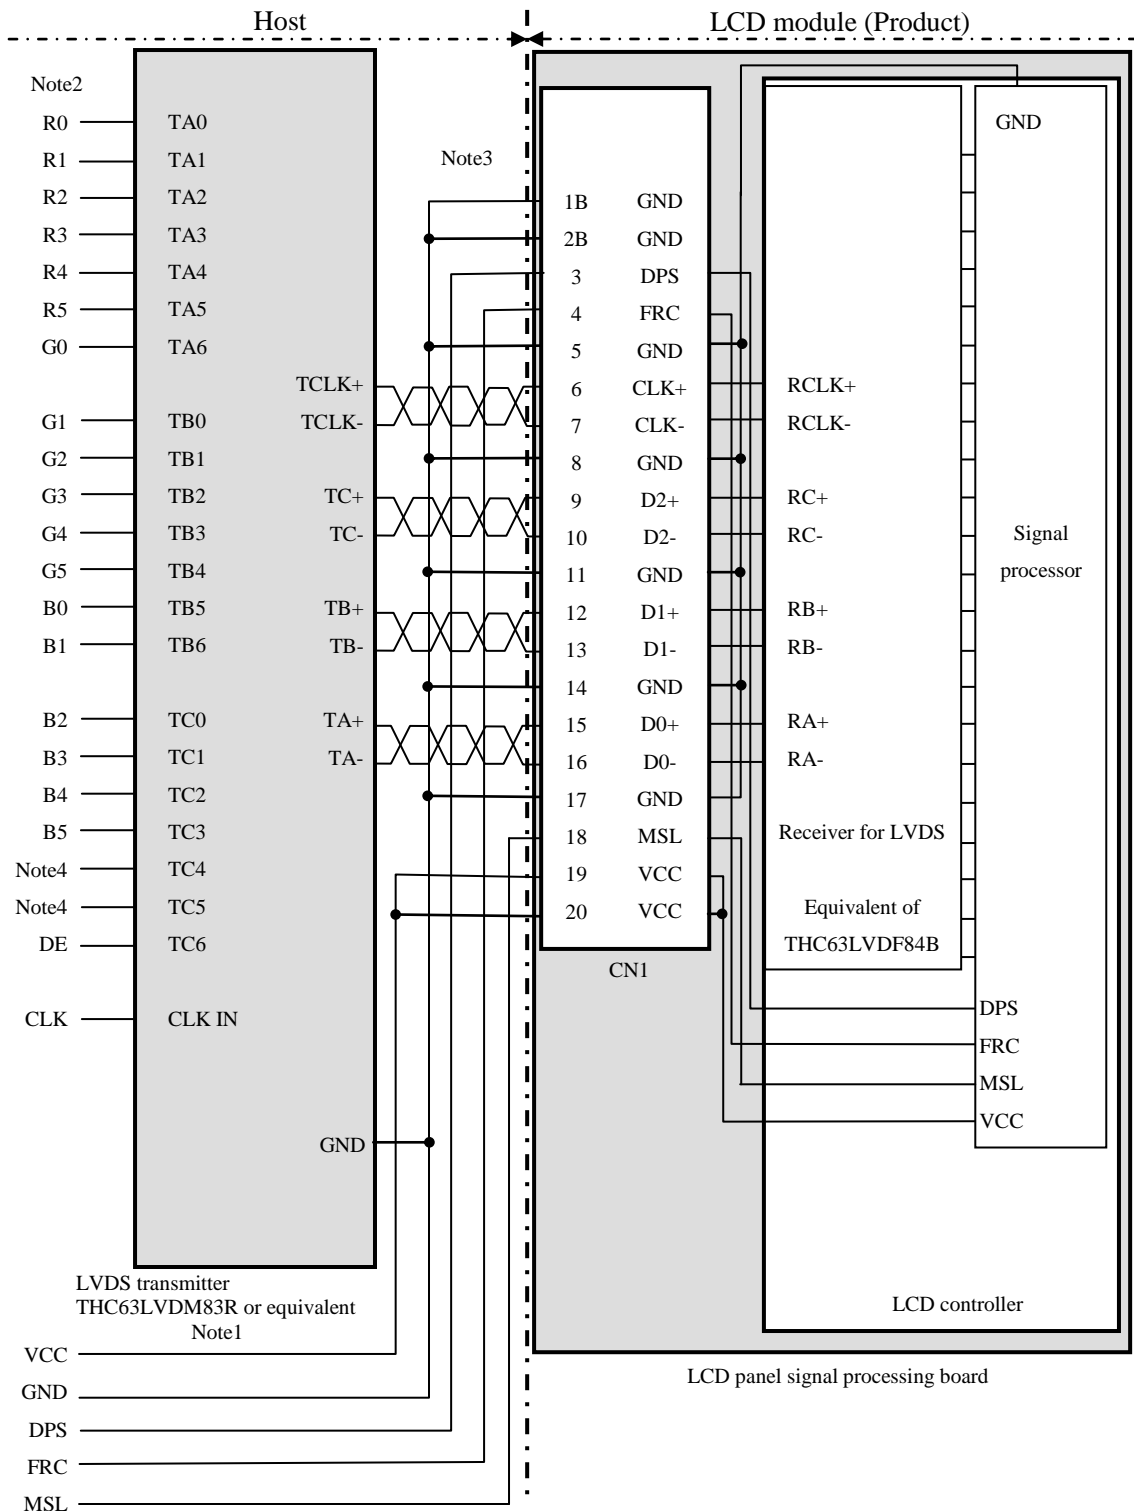 Host
LCD module (Product)
Note2
R0 TA0
R1 TA1
R2 TA2
R3 TA3
R4 TA4
R5 TA5
G0 TA6
G1 TB0
G2 TB1
G3 TB2
G4 TB3
G5 TB4
B0 TB5
B1 TB6
B2 TC0
B3 TC1
B4 TC2
B5 TC3
Note4 TC4
Note4 TC5
DE TC6
CLK CLK IN
TCLK+
TCLK-
TC+
TC-
TB+
TB-
TA+
TA-
GND
LVDS transmitter
THC63LVDM83R or equivalent
Note1
VCC
GND
DPS
FRC
MSL
Note3
1B GND
2B GND
3 DPS
4 FRC
5 GND
6 CLK+
7 CLK-
8 GND
9 D2+
10 D2-
11 GND
12 D1+
13 D1-
14 GND
15 D0+
16 D0-
17 GND
18 MSL
19 VCC
20 VCC
CN1
RCLK+
RCLK-
RC+
RC-
RB+
RB-
RA+
RA-
Receiver for LVDS
Equivalent of
THC63LVDF84B
GND
Signal
processor
DPS
FRC
MSL
VCC
LCD controller
LCD panel signal processing board